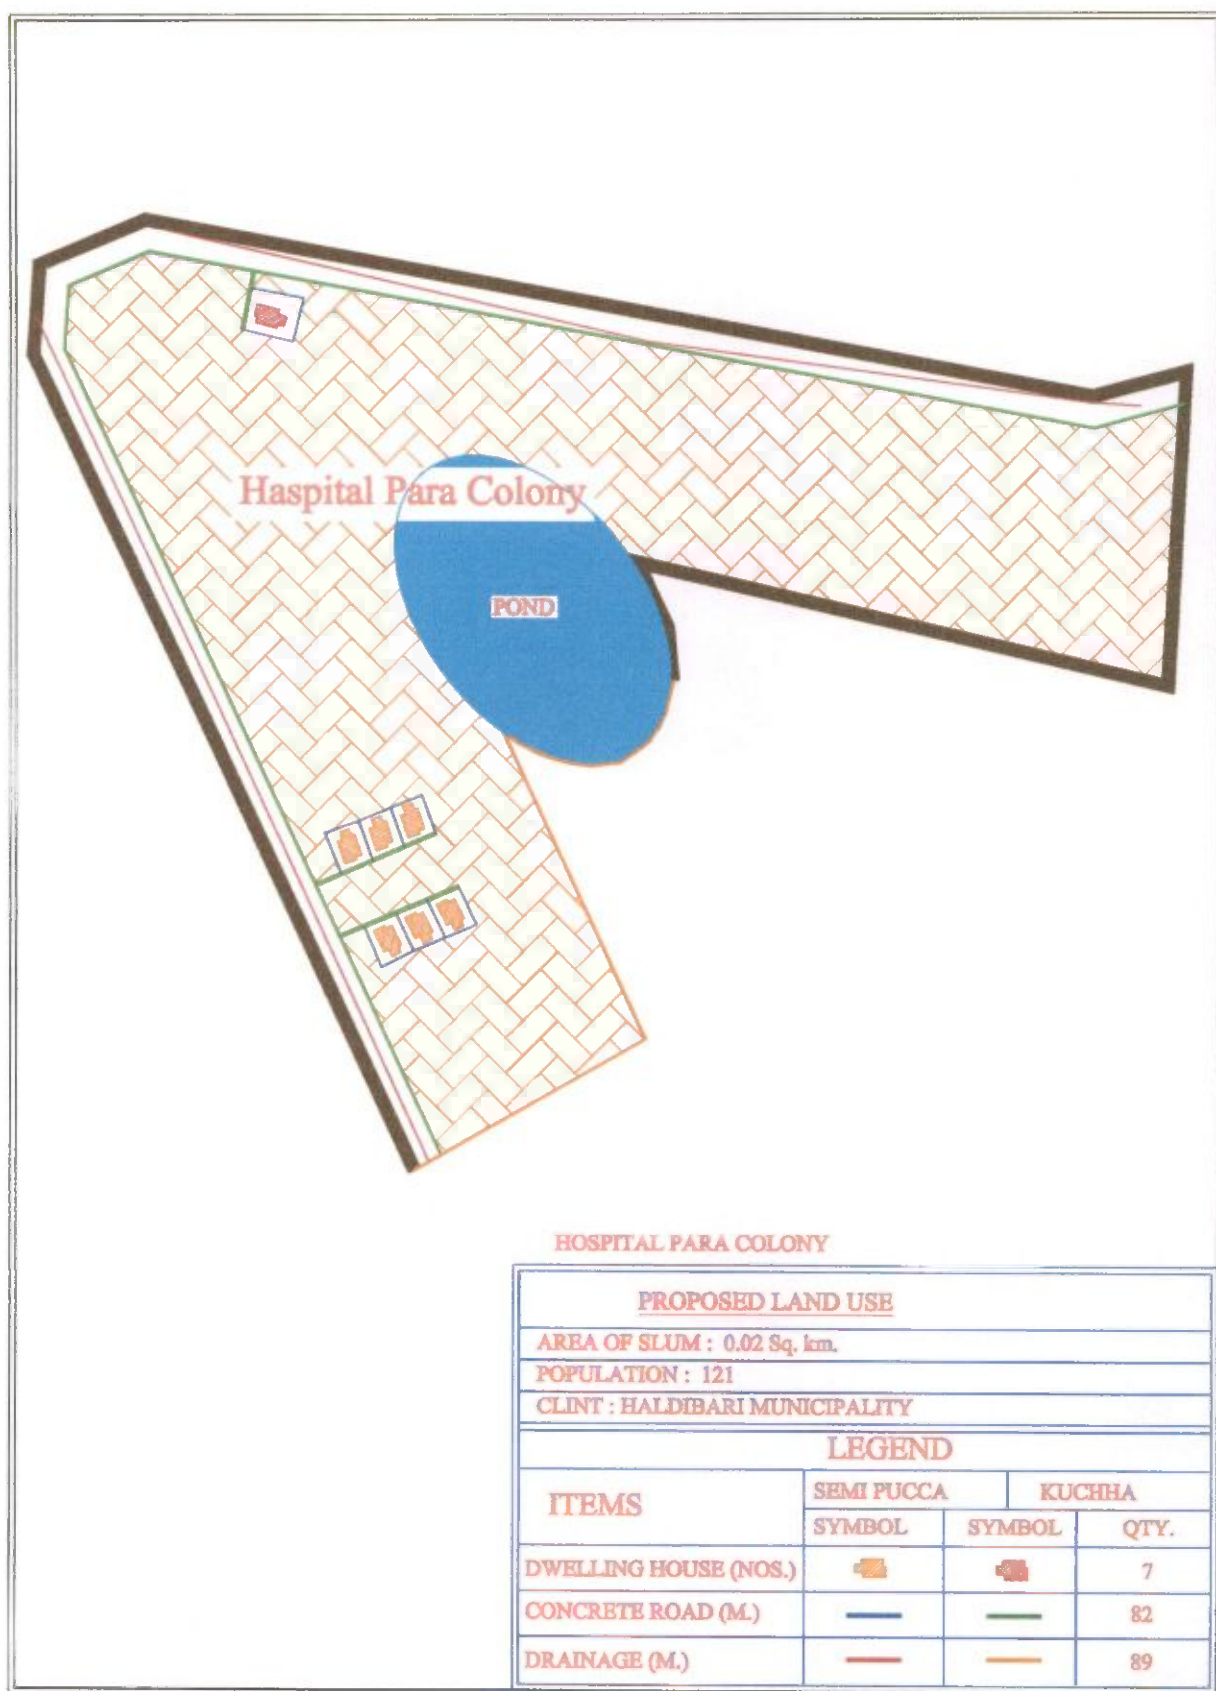 Haspital Para Colony
POND
HOSPITAL PARA COLONY
PROPOSED LAND USE
AREA OF SLUM : 0.02 Sq. km.
POPULATION : 121
CLINT : HALDIBARI MUNICIPALITY
LEGEND
ITEMS SEMI PUCCA KUCHHA
SYMBOL SYMBOL QTY.
DWELLING HOUSE (NOS.) 7
CONCRETE ROAD (M.) 82
DRAINAGE (M.) 89